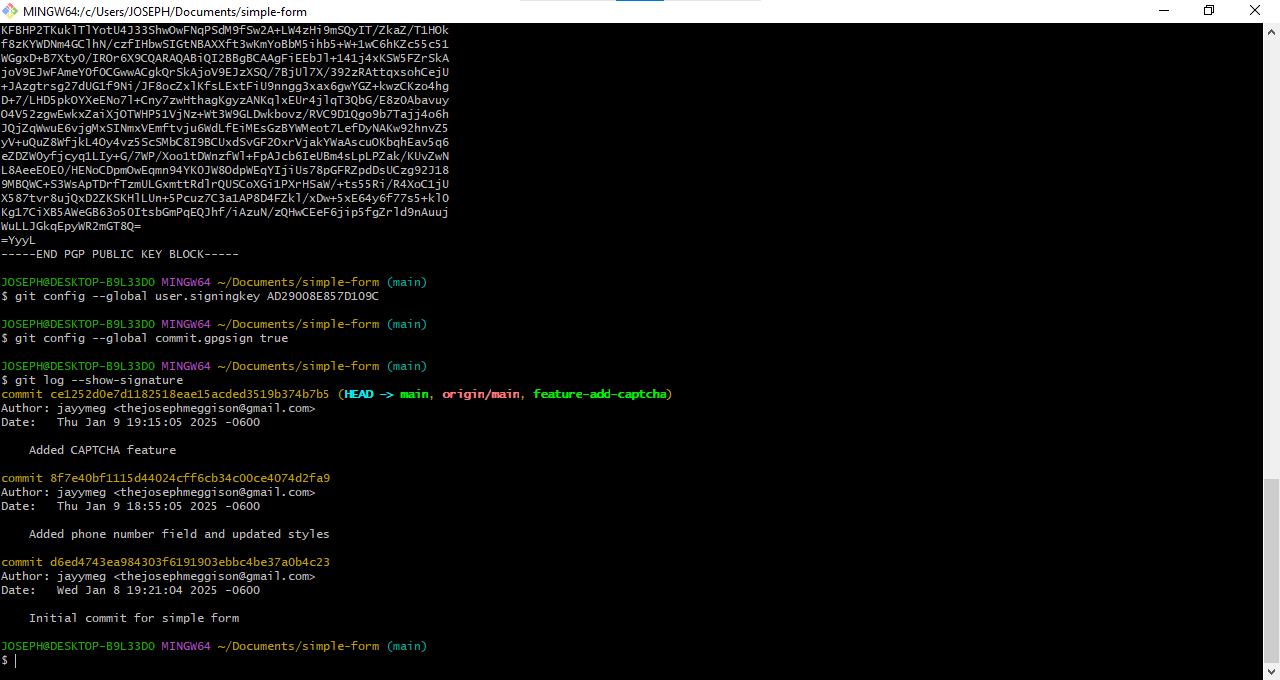 MINGW64:/c/Users/JOSEPH/Documents/simple-form
KFBHP2TKuklTlYotU4J33ShwOwFNqPSdM9fSw2A+LW4zHi9mSQyIT/ZkaZ/T1HOk
f8zKYWDNm4GClhN/czfIHbwSIGtNBAXXft3wKmYoBbM5ihb5+W+1wC6hKZc55c51
WGgxD+B7Xty0/IROr6X9CQARAQABiQI2BBgBCAAgFiEEbJl+141j4xKSW5FZrSkA
joV9EJwFAmeYOfOCGwwACgkQrSkAjoV9EJzXSQ/7BjUl7X/392zRAttqxsohCejU
+JAzgtrsg27dUG1f9Ni/JF8ocZxlKfsLExtFiU9nngg3xax6gwYGZ+kwzCKzo4hg
D+7/LHD5pkOYXeENo7l+Cny7zwHthagKgyzANKqlxEUr4jlqT3QbG/E8zOAbavuy
O4V52zgwEwkxZaiXjOTWHP51VjNz+Wt3W9GLDwkbovz/RVC9D1Qgo9b7Tajj4o6h
JQjZqWwuE6vjgMxSINmxVEmftvju6WdLfEiMEsGzBYWMeot7LefDyNAKw92hnvZ5
yV+uQuZ8WfjkL4Oy4vz5ScSMbC8I9BCUxdSvGF2OxrVjakYWaAscuOKbqhEav5q6
eZDZWOyfjcyq1LIy+G/7WP/Xoo1tDWnzfWl+FpAJcb6IeUBm4sLpLPZak/KUvZwN
L8AeeEOEO/HENoCDpmOwEqmn94YKOJW8OdpWEqYIjiUs78pGFRZpdDsUCzg92J18
9MBQWC+S3WsApTDrfTzmULGxmttRdlrQUSCoXGi1PXrHSaW/+ts55Ri/R4XoC1jU
X587tvr8ujQxD2ZKSKHlLUn+5Pcuz7C3a1AP8D4FZkl/xDw+5xE64y6f77s5+klO
Kg17CiXB5AWeGB63o5OItsbGmPqEQJhf/iAzuN/zQHwCEeF6jip5fgZrld9nAuuj
WuLLJGkqEpyWR2mGT8Q=
=YyyL
-----END PGP PUBLIC KEY BLOCK-----
JOSEPH@DESKTOP-B9L33DO MINGW64 ~/Documents/simple-form (main)
$ git config --global user.signingkey AD29008E857D109C
JOSEPH@DESKTOP-B9L33DO MINGW64 ~/Documents/simple-form (main)
$ git config --global commit.gpgsign true
JOSEPH@DESKTOP-B9L33DO MINGW64 ~/Documents/simple-form (main)
$ git log --show-signature
commit ce1252d0e7d1182518eae15acded3519b374b7b5 (HEAD -> main, origin/main, feature-add-captcha)
Author: jayymeg <thejosephmeggison@gmail.com>
Date:   Thu Jan 9 19:15:05 2025 -0600
Added CAPTCHA feature
commit 8f7e40bf1115d44024cff6cb34c00ce4074d2fa9
Author: jayymeg <thejosephmeggison@gmail.com>
Date:   Thu Jan 9 18:55:05 2025 -0600
Added phone number field and updated styles
commit d6ed4743ea984303f6191903ebbc4be37a0b4c23
Author: jayymeg <thejosephmeggison@gmail.com>
Date:   Wed Jan 8 19:21:04 2025 -0600
Initial commit for simple form
JOSEPH@DESKTOP-B9L33DO MINGW64 ~/Documents/simple-form (main)
$